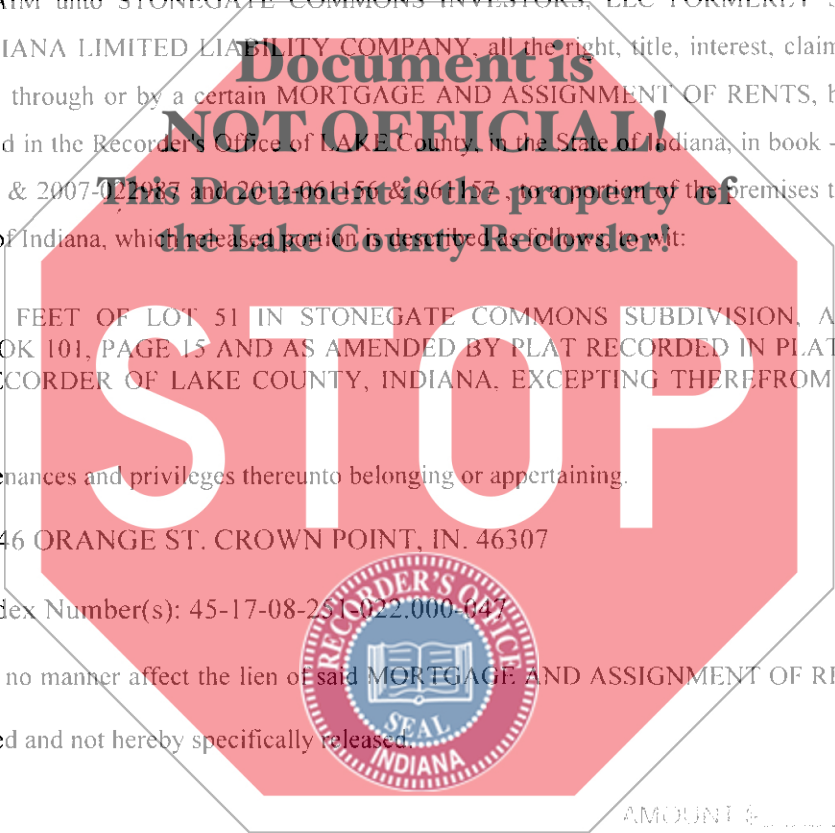 unto STONEGATE COMMONS INVESTORS, LLC FORMERLY
IANA LIMITED LIABILITY COMPANY, all the right, title, interest, claim
Document is
through or by a certain MORTGAGE AND ASSIGNMENT OF RENTS, b
NOT OFFICIAL!
d in the Recorder's Office of LAKE County, in the State of Indiana, in book -
This Document is the property of
& 2007-022987 and 2012-061156 & 061157, to a portion of the premises t
the Lake County Recorder!
of Indiana, which released portion is described as follows, to wit:
FEET OF LOT 51 IN STONEGATE COMMONS SUBDIVISION, A
OK 101, PAGE 15 AND AS AMENDED BY PLAT RECORDED IN PLAT
ECORDER OF LAKE COUNTY, INDIANA, EXCEPTING THEREFROM
STOP
enances and privileges thereunto belonging or appertaining.
46 ORANGE ST. CROWN POINT, IN. 46307
dex Number(s): 45-17-08-251-022.000-047
RECORDER'S OFFICE
no manner affect the lien of said MORTGAGE AND ASSIGNMENT OF RE
SEAL
ed and not hereby specifically released.
INDIANA
AMOUNT $